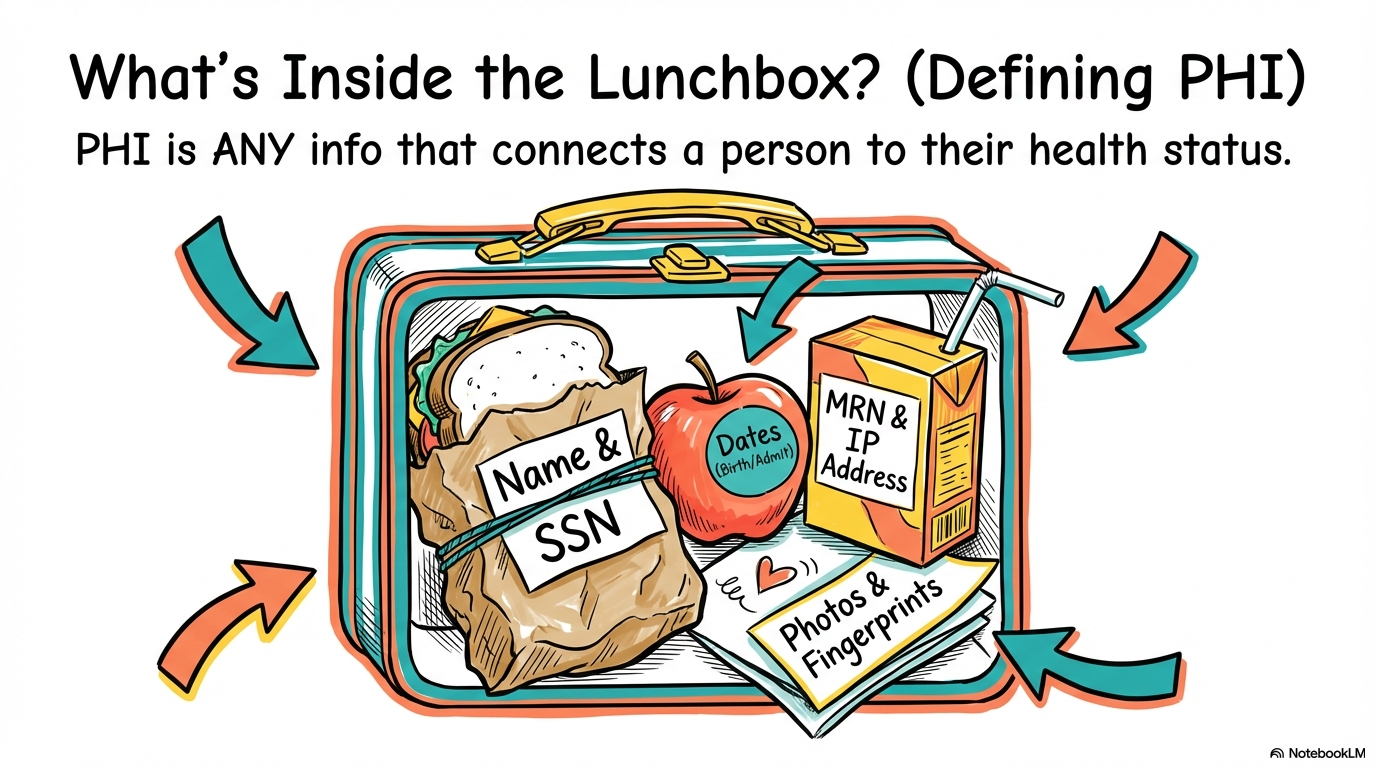 What's Inside the Lunchbox? (Defining PHI)
PHI is ANY info that connects a person to their health status.
Name &
SSN
Dates
(Birth/Admit)
MRN &
IP
Address
Photos &
Fingerprints
NotebookLM